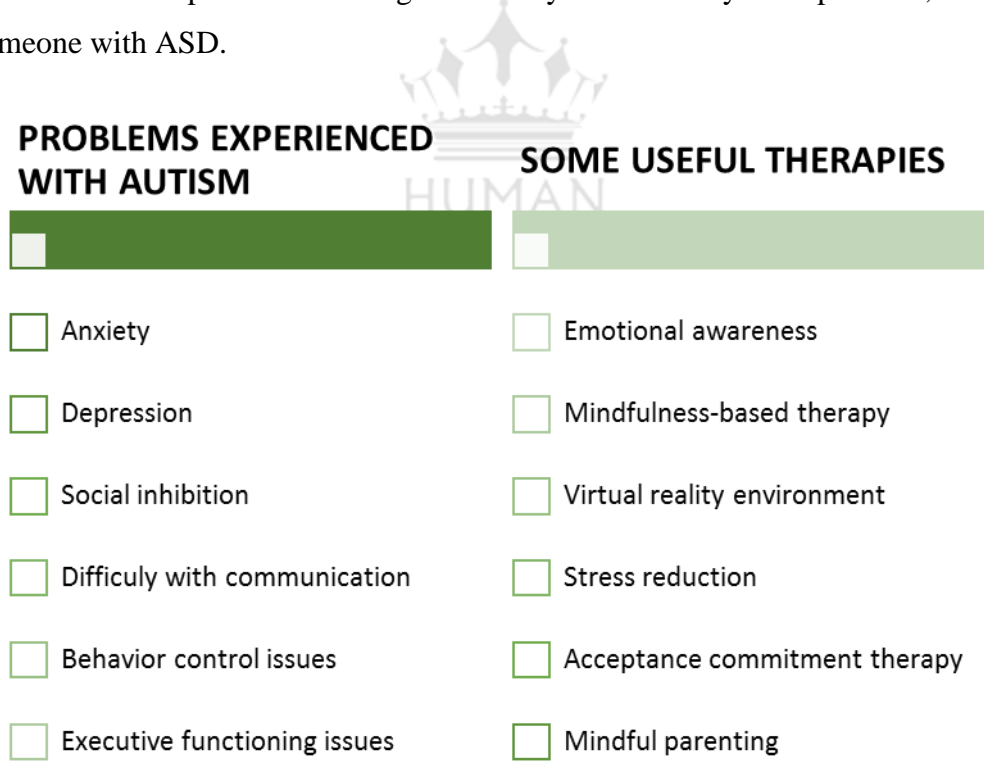 meone with ASD.
HUMAN
PROBLEMS EXPERIENCED
WITH AUTISM
Anxiety
Depression
Social inhibition
Difficuly with communication
Behavior control issues
Executive functioning issues
SOME USEFUL THERAPIES
Emotional awareness
Mindfulness-based therapy
Virtual reality environment
Stress reduction
Acceptance commitment therapy
Mindful parenting